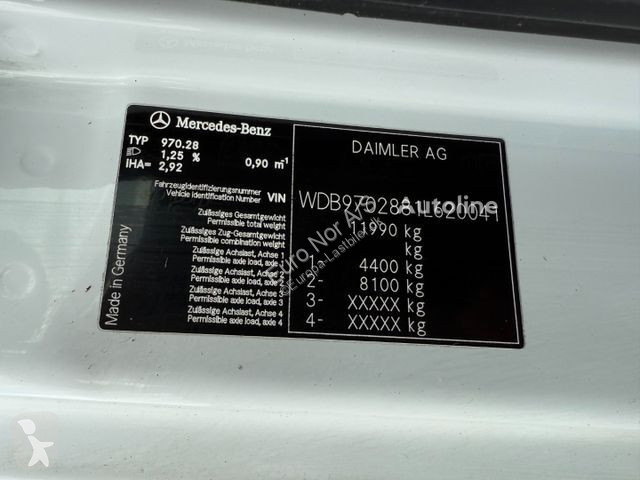 Mercedes-Benz
TYP 970.28
1,25 % 0,90 m-1
IHA= 2,92
Fahrzeugidentifizierungsnummer
Vehicle Identification Number VIN
Zulässiges Gesamtgewicht
Permissible total weight
Zulässiges Zug-Gesamtgewicht
Permissible combination weight
Zulässige Achslast, Achse 1
Permissible axle load, axle 1
Zulässige Achslast, Achse 2
Permissible axle load, axle 2
Zulässige Achslast, Achse 3
Permissible axle load, axle 3
Zulässige Achslast, Achse 4
Permissible axle load, axle 4
Made in Germany
DAIMLER AG
11990 kg
kg
1- 4400 kg
2- 8100 kg
3- XXXXX kg
4- XXXXX kg
Autoline
Euro Nor A/S